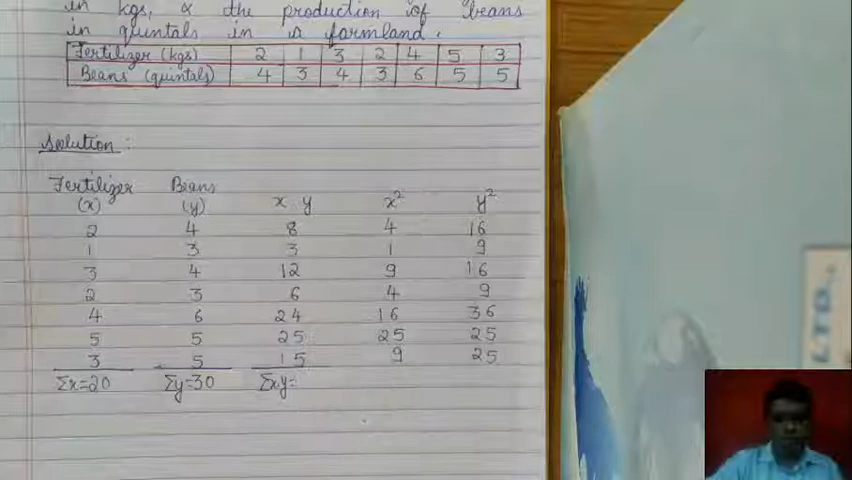 in kgs, & the production of beans
in quintals in a farmland.
Fertilizer (kgs) 2 1 3 2 4 5 3
Beans (quintals) 4 3 4 3 6 5 5
Solution :
Fertilizer Beans
(x) (y) x y x² y²
2 4 8 4 16
1 3 3 1 9
3 4 12 9 16
2 3 6 4 9
4 6 24 16 36
5 5 25 25 25
3 5 15 9 25
Σx=20 Σy=30 Σxy=
LTD.